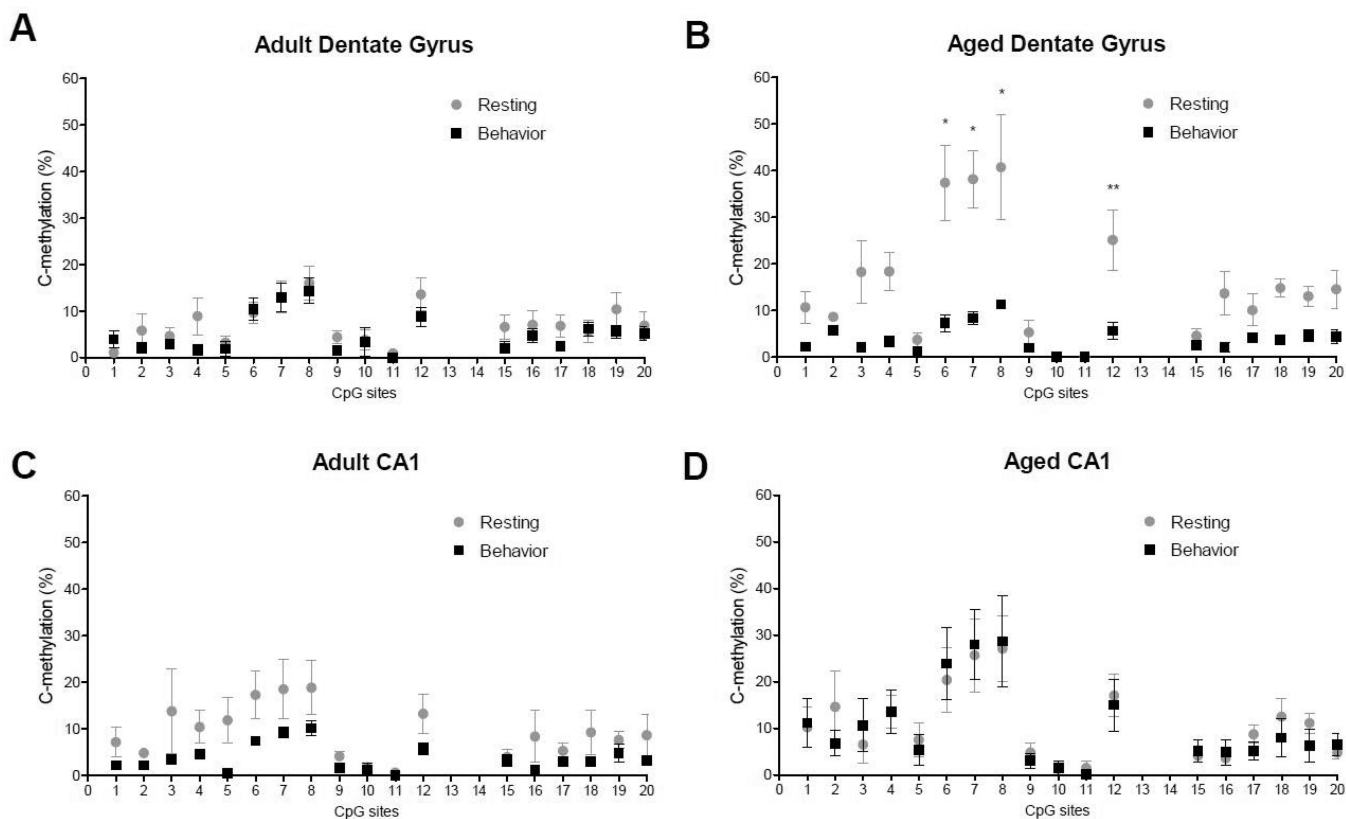 A
Adult Dentate Gyrus
60
50
40
30
20
10
0
C-methylation (%)
Resting
Behavior
0 1 2 3 4 5 6 7 8 9 10 11 12 13 14 15 16 17 18 19 20
CpG sites
B
Aged Dentate Gyrus
60
50
40
30
20
10
0
C-methylation (%)
Resting
Behavior
* * * **
0 1 2 3 4 5 6 7 8 9 10 11 12 13 14 15 16 17 18 19 20
CpG sites
C
Adult CA1
60
50
40
30
20
10
0
C-methylation (%)
Resting
Behavior
0 1 2 3 4 5 6 7 8 9 10 11 12 13 14 15 16 17 18 19 20
CpG sites
D
Aged CA1
60
50
40
30
20
10
0
C-methylation (%)
Resting
Behavior
0 1 2 3 4 5 6 7 8 9 10 11 12 13 14 15 16 17 18 19 20
CpG sites